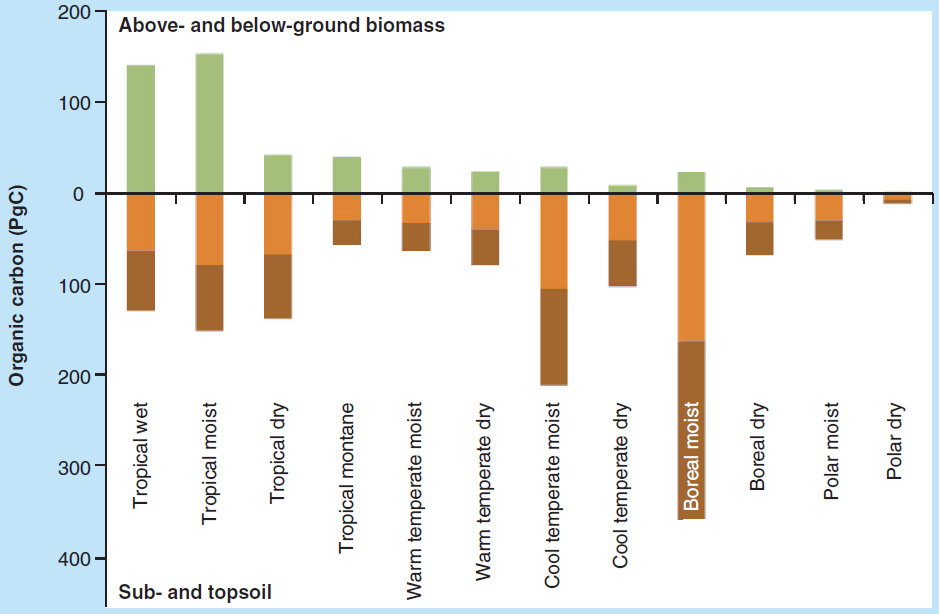 Above- and below-ground biomass
200
100
0
100
200
300
400
Organic carbon (PgC)
Tropical wet
Tropical moist
Tropical dry
Tropical montane
Warm temperate moist
Warm temperate dry
Cool temperate moist
Cool temperate dry
Boreal moist
Boreal dry
Polar moist
Polar dry
Sub- and topsoil